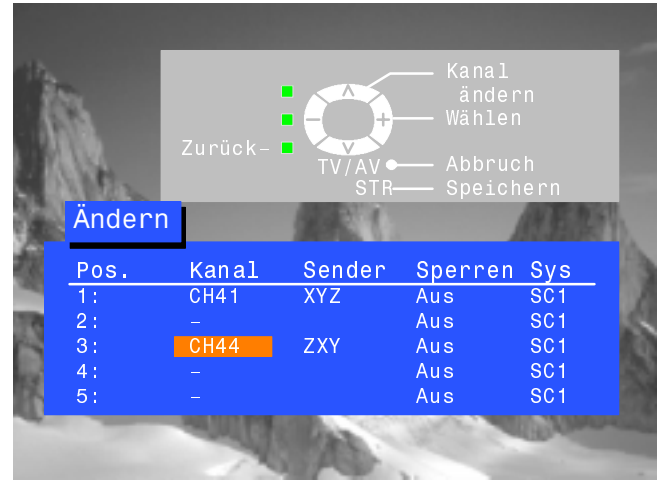 Kanal
ändern
Wählen
Zurück–
TV/AV Abbruch
STR Speichern
Ändern
Pos. Kanal Sender Sperren Sys
1: CH41 XYZ Aus SC1
2: – Aus SC1
3: CH44 ZXY Aus SC1
4: – Aus SC1
5: – Aus SC1